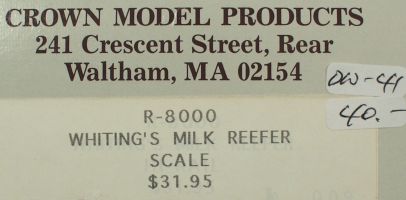 CROWN MODEL PRODUCTS
241 Crescent Street, Rear
Waltham, MA 02154
R-8000
WHITING'S MILK REEFER
SCALE
$31.95
40.-